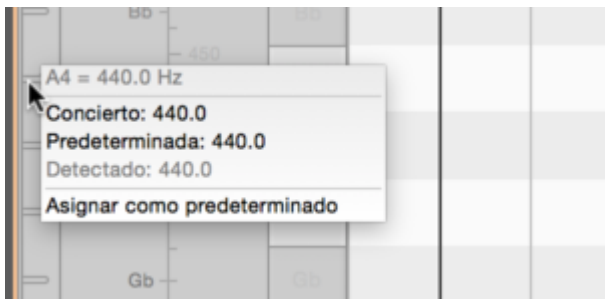 Bb
Bb
450
A4 = 440.0 Hz
Concierto: 440.0
Predeterminada: 440.0
Detectado: 440.0
Asignar como predeterminado
Gb
Gb